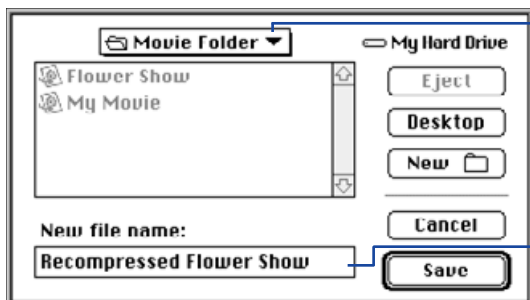 Movie Folder
My Hard Drive
Flower Show
My Movie
Eject
Desktop
New
New file name:
Recompressed Flower Show
Cancel
Save